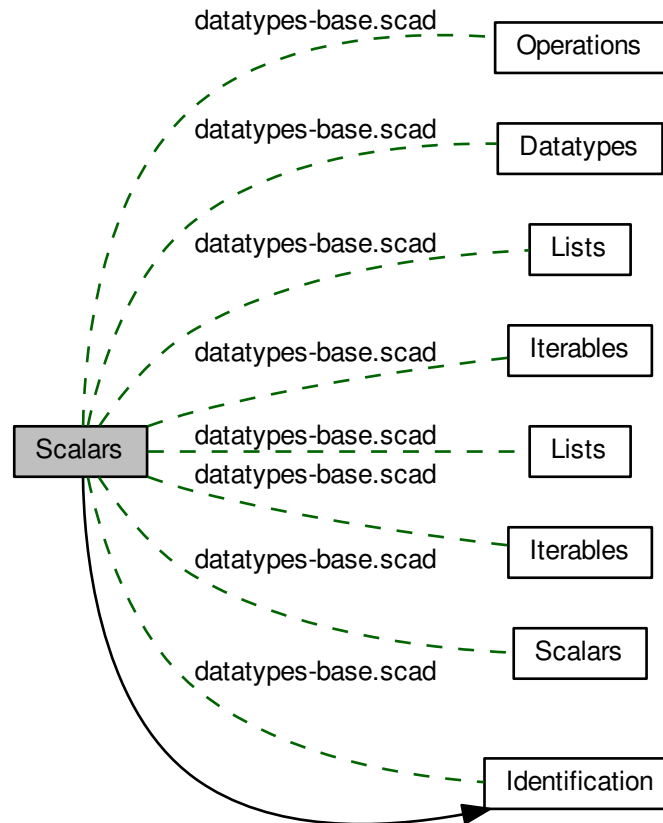 datatypes-base.scad
Operations
datatypes-base.scad
Datatypes
datatypes-base.scad
Lists
datatypes-base.scad
Iterables
Scalars
datatypes-base.scad
Lists
datatypes-base.scad
Iterables
datatypes-base.scad
Scalars
datatypes-base.scad
Identification